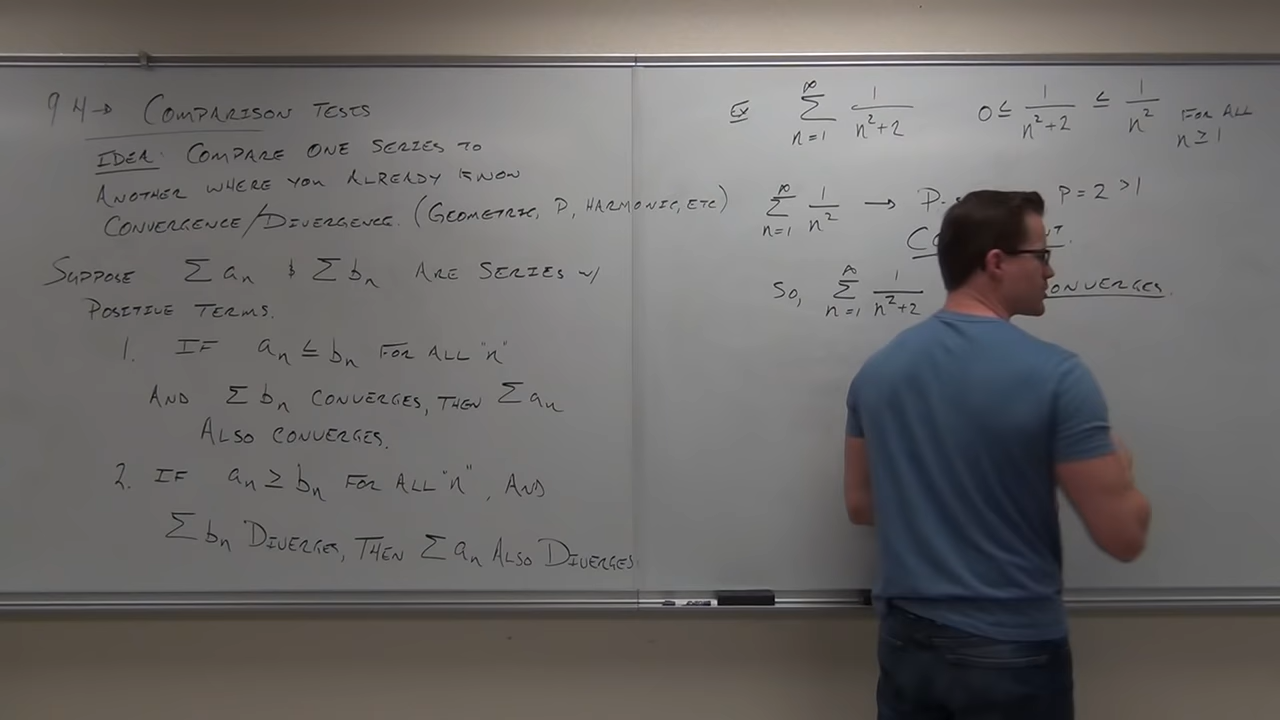 9.4 → COMPARISON TESTS
IDEA: COMPARE ONE SERIES TO
ANOTHER WHERE YOU ALREADY KNOW
CONVERGENCE/DIVERGENCE. (GEOMETRIC, P, HARMONIC, ETC)
SUPPOSE Σ aₙ & Σ bₙ ARE SERIES w/
POSITIVE TERMS.
1. IF aₙ ≤ bₙ FOR ALL "n"
AND Σ bₙ CONVERGES, THEN Σ aₙ
ALSO CONVERGES.
2. IF aₙ ≥ bₙ FOR ALL "n", AND
Σ bₙ DIVERGES, THEN Σ aₙ ALSO DIVERGES
EX ∞ Σ n=1 1/(n²+2) 0 ≤ 1/(n²+2) ≤ 1/n² FOR ALL n ≥ 1
∞ Σ n=1 1/n² → P- P = 2 > 1
SO, ∞ Σ n=1 1/(n²+2) ONVERGES.